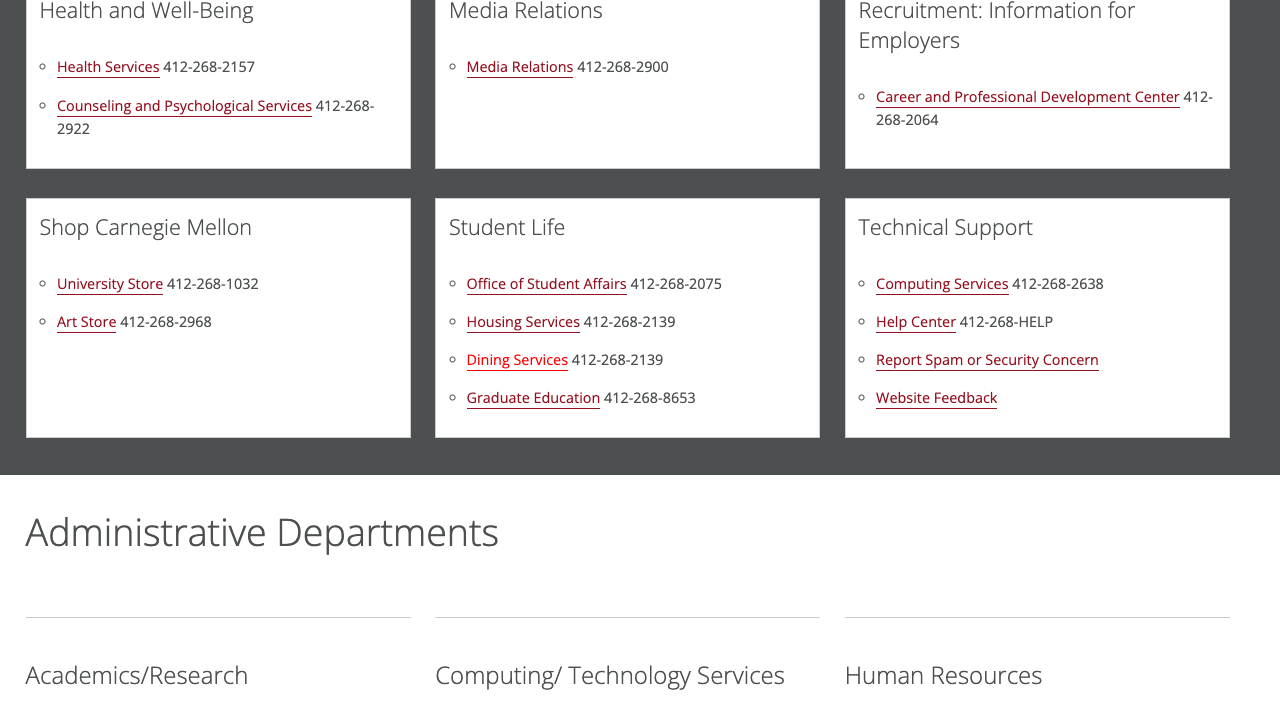 Health and Well-Being
Health Services 412-268-2157
Counseling and Psychological Services 412-268-
2922
Media Relations
Media Relations 412-268-2900
Recruitment: Information for
Employers
Career and Professional Development Center 412-
268-2064
Shop Carnegie Mellon
University Store 412-268-1032
Art Store 412-268-2968
Student Life
Office of Student Affairs 412-268-2075
Housing Services 412-268-2139
Dining Services 412-268-2139
Graduate Education 412-268-8653
Technical Support
Computing Services 412-268-2638
Help Center 412-268-HELP
Report Spam or Security Concern
Website Feedback
Administrative Departments
Academics/Research
Computing/ Technology Services
Human Resources